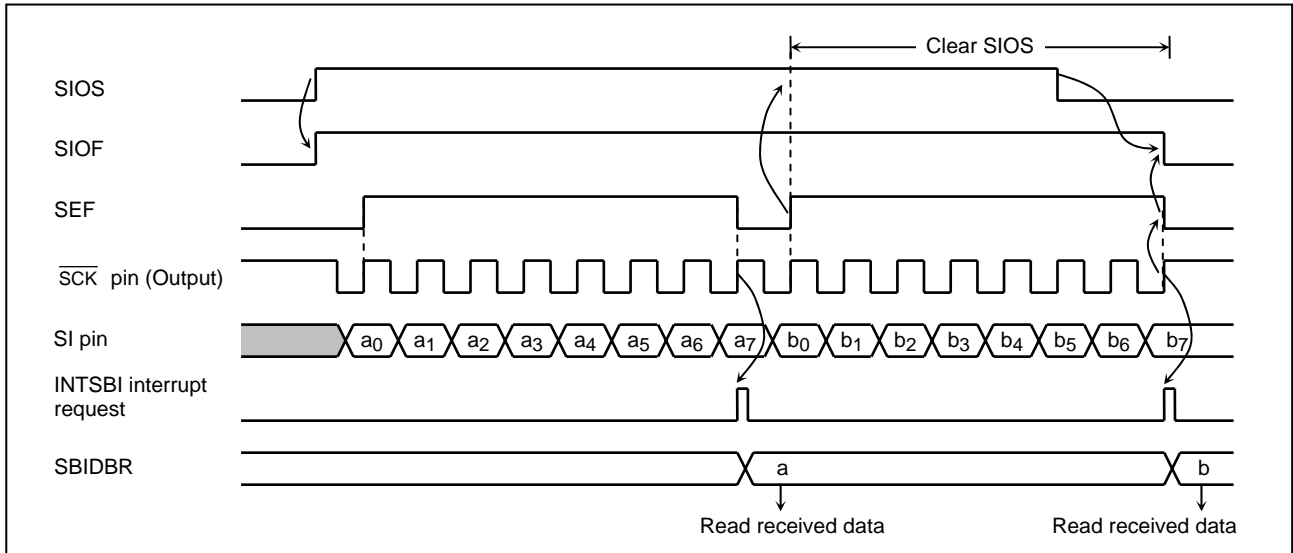 Clear SIOS
SIOS
SIOF
SEF
SCK pin (Output)
SI pin
a0 a1 a2 a3 a4 a5 a6 a7 b0 b1 b2 b3 b4 b5 b6 b7
INTSBI interrupt
request
SBIDBR
a b
Read received data Read received data